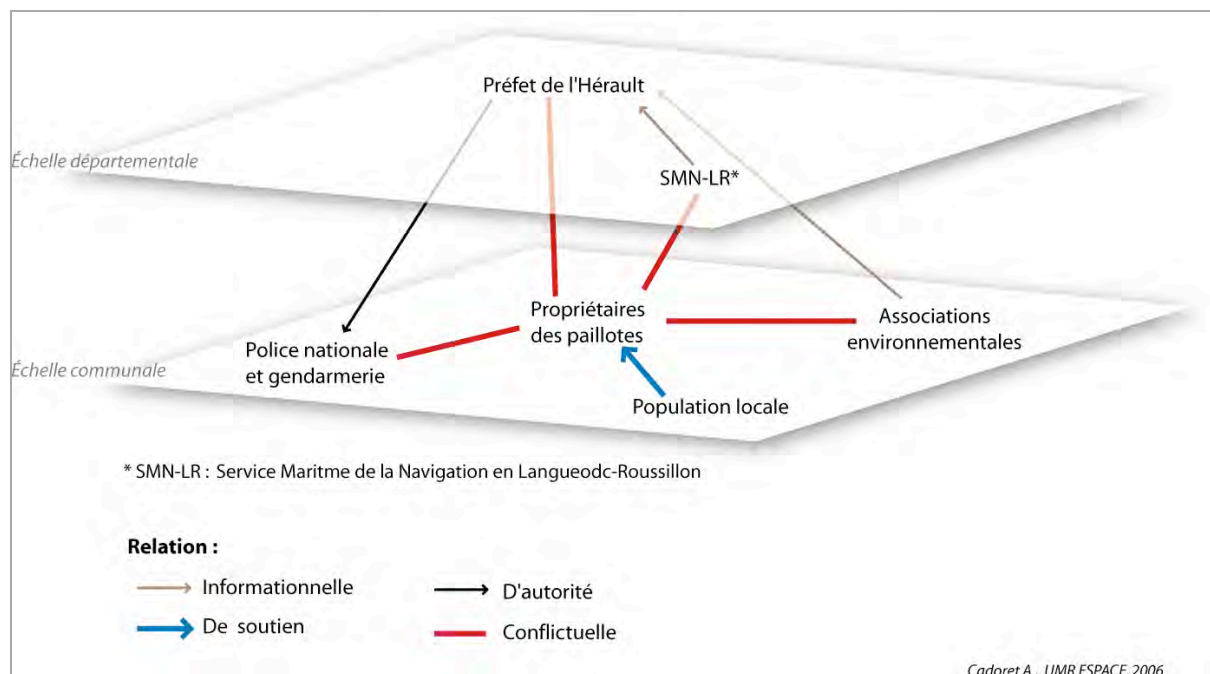 Préfet de l'Hérault
Échelle départementale
SMN-LR*
Propriétaires
des paillotes
Associations
environnementales
Police nationale
et gendarmerie
Échelle communale
Population locale
* SMN-LR : Service Maritme de la Navigation en Langueodc-Roussillon
Relation :
Informationnelle
D'autorité
De soutien
Conflictuelle
Cadoret A., UMR ESPACE, 2006